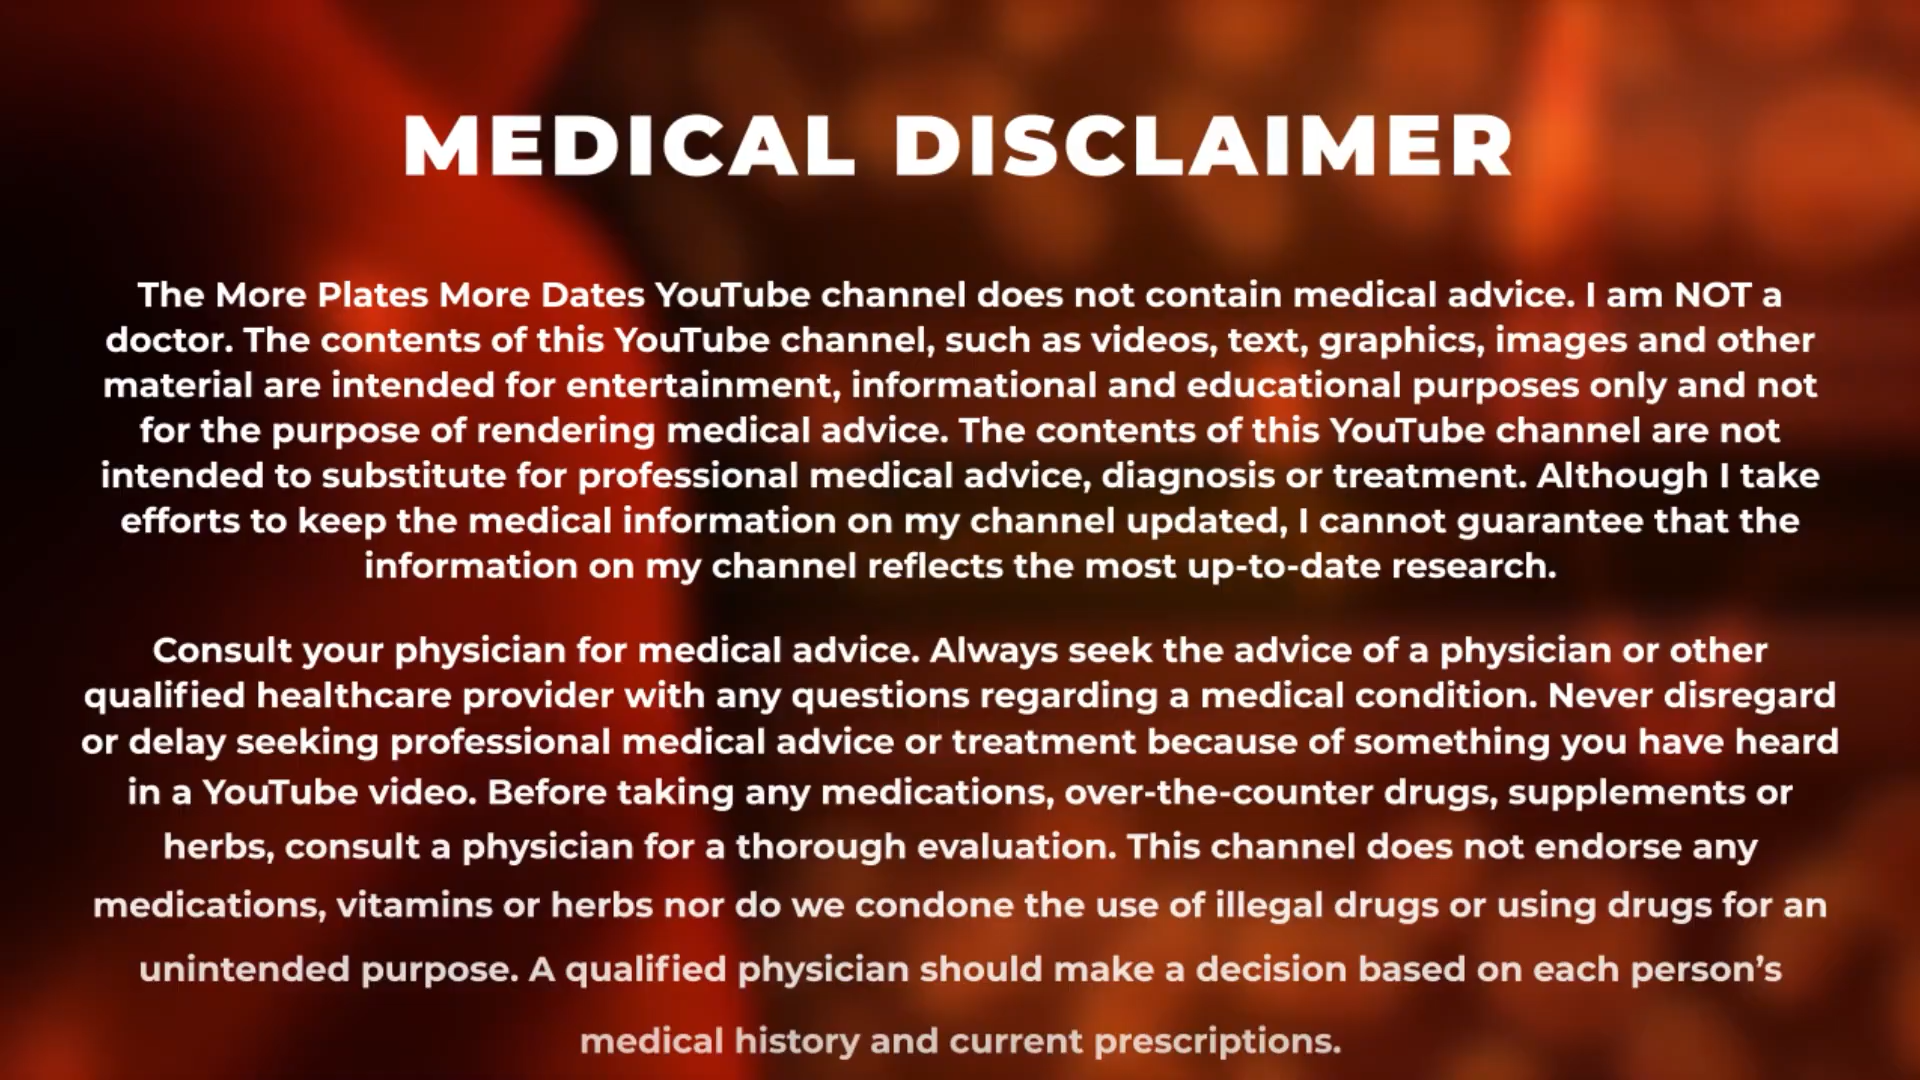 MEDICAL DISCLAIMER
The More Plates More Dates YouTube channel does not contain medical advice. I am NOT a
doctor. The contents of this YouTube channel, such as videos, text, graphics, images and other
material are intended for entertainment, informational and educational purposes only and not
for the purpose of rendering medical advice. The contents of this YouTube channel are not
intended to substitute for professional medical advice, diagnosis or treatment. Although I take
efforts to keep the medical information on my channel updated, I cannot guarantee that the
information on my channel reflects the most up-to-date research.
Consult your physician for medical advice. Always seek the advice of a physician or other
qualified healthcare provider with any questions regarding a medical condition. Never disregard
or delay seeking professional medical advice or treatment because of something you have heard
in a YouTube video. Before taking any medications, over-the-counter drugs, supplements or
herbs, consult a physician for a thorough evaluation. This channel does not endorse any
medications, vitamins or herbs nor do we condone the use of illegal drugs or using drugs for an
unintended purpose. A qualified physician should make a decision based on each person’s
medical history and current prescriptions.